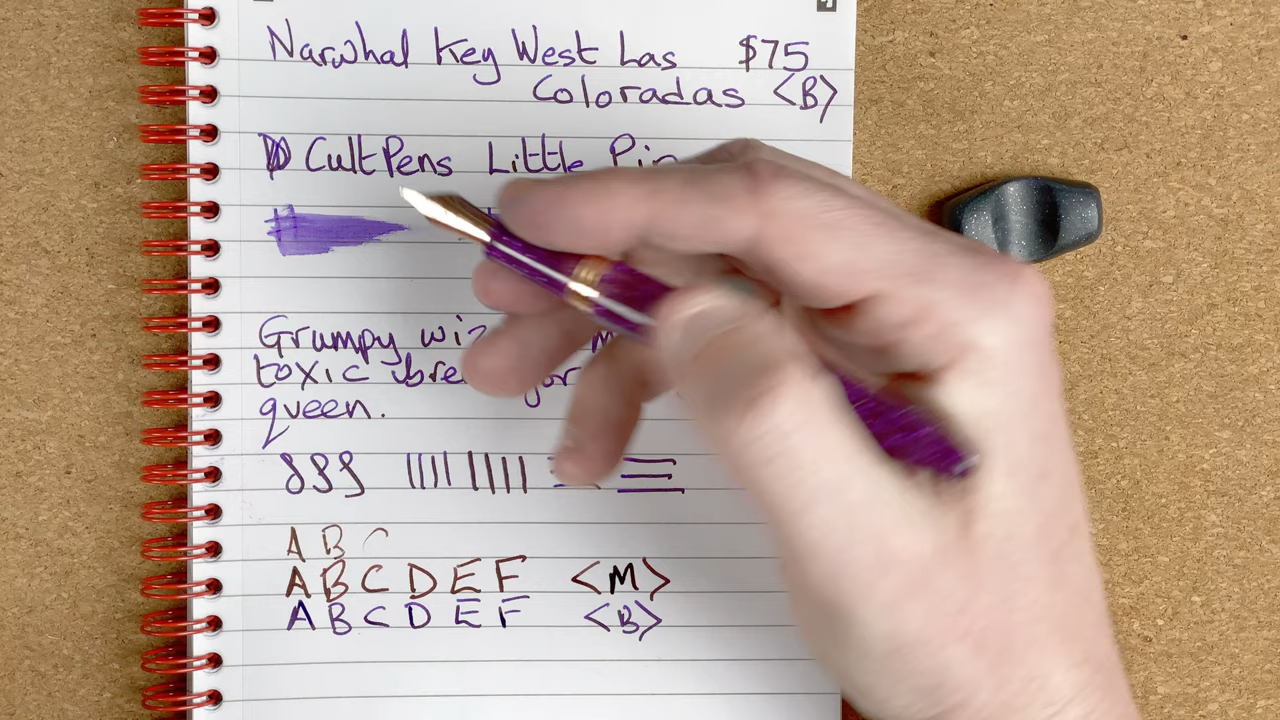 Narwhal Key West Las $75
Coloradas <B>
Cult Pens Little
Grumpy
toxic
queen.
A B C
A B C D E F <M>
A B C D E F <B>